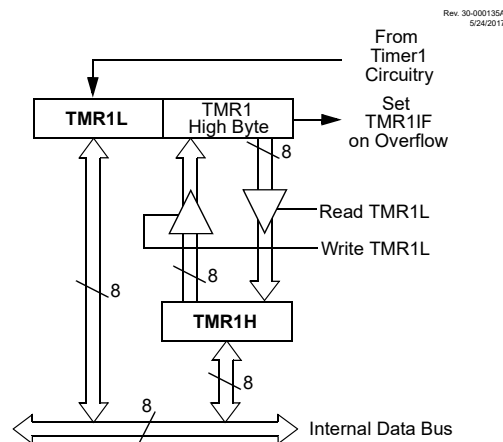 Rev. 30-000135A
5/24/2017
From
Timer1
Circuitry
TMR1L
TMR1
High Byte
Set
TMR1IF
on Overflow
8
Read TMR1L
Write TMR1L
8
8
TMR1H
8
8
Internal Data Bus